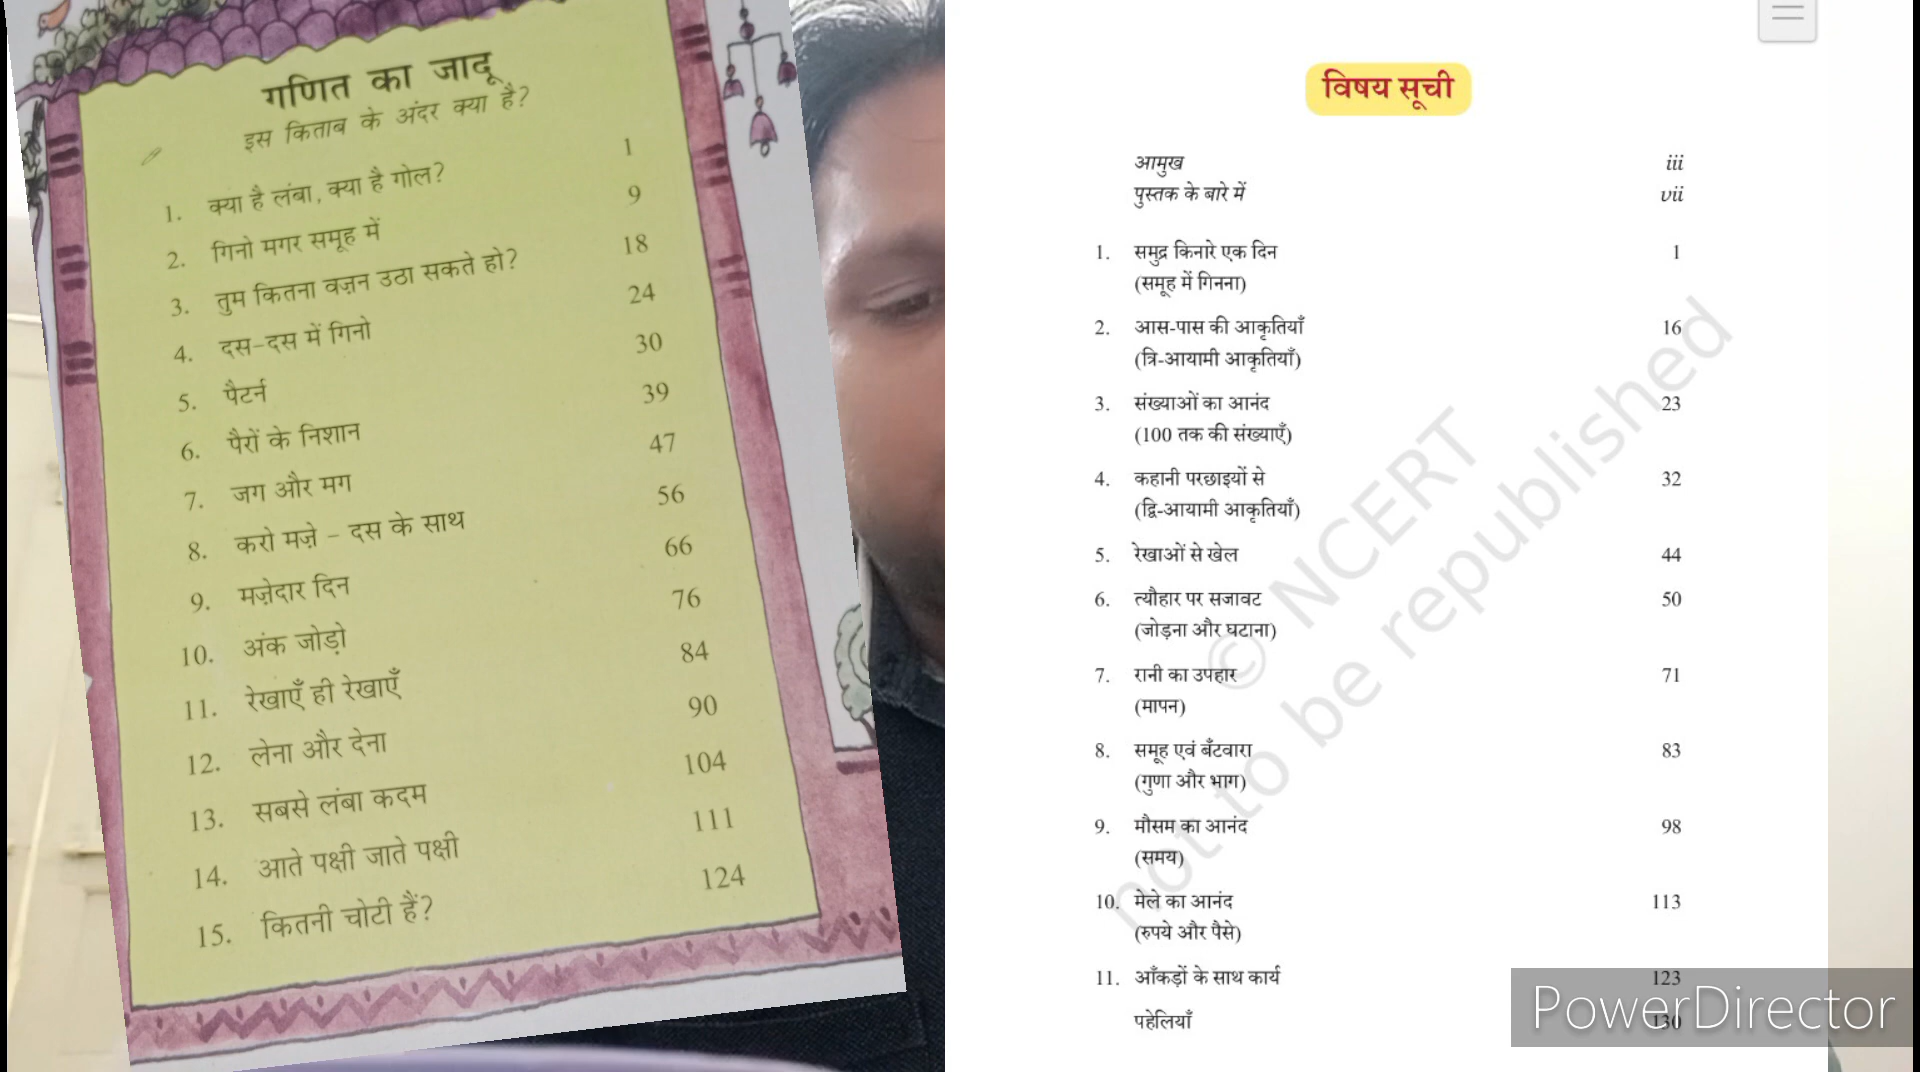 गणित का जादू
इस किताब के अंदर क्या है?
1. क्या है लंबा, क्या है गोल? 1
2. गिनो मगर समूह में 9
3. तुम कितना वज़न उठा सकते हो? 18
4. दस-दस में गिनो 24
5. पैटर्न 30
6. पैरों के निशान 39
7. जग और मग 47
8. करो मज़े – दस के साथ 56
9. मज़ेदार दिन 66
10. अंक जोड़ो 76
11. रेखाएँ ही रेखाएँ 84
12. लेना और देना 90
13. सबसे लंबा कदम 104
14. आते पक्षी जाते पक्षी 111
15. कितनी चोटी हैं? 124
विषय सूची
आमुख iii
पुस्तक के बारे में vii
1. समुद्र किनारे एक दिन 1
(समूह में गिनना)
2. आस-पास की आकृतियाँ 16
(त्रि-आयामी आकृतियाँ)
3. संख्याओं का आनंद 23
(100 तक की संख्याएँ)
4. कहानी परछाइयों से 32
(द्वि-आयामी आकृतियाँ)
5. रेखाओं से खेल 44
6. त्यौहार पर सजावट 50
(जोड़ना और घटाना)
7. रानी का उपहार 71
(मापन)
8. समूह एवं बँटवारा 83
(गुणा और भाग)
9. मौसम का आनंद 98
(समय)
10. मेले का आनंद 113
(रुपये और पैसे)
11. आँकड़ों के साथ कार्य 123
पहेलियाँ 130
© NCERT
not to be republished
PowerDirector